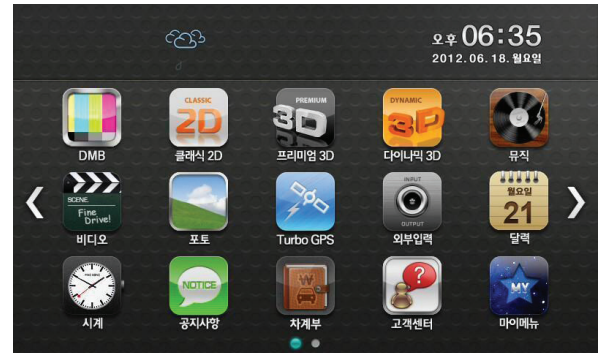 오후 06:35
2012. 06. 18. 월요일
CLASSIC
2D
PREMIUM
3D
DYNAMIC
3P
DMB
클래식 2D
프리미엄 3D
다이나믹 3D
뮤직
SCENE.
Fine
Drive!
INPUT
OUTPUT
월요일
21
비디오
포토
Turbo GPS
외부입력
달력
NOTICE
₩
?
MY
시계
공지사항
차계부
고객센터
마이메뉴